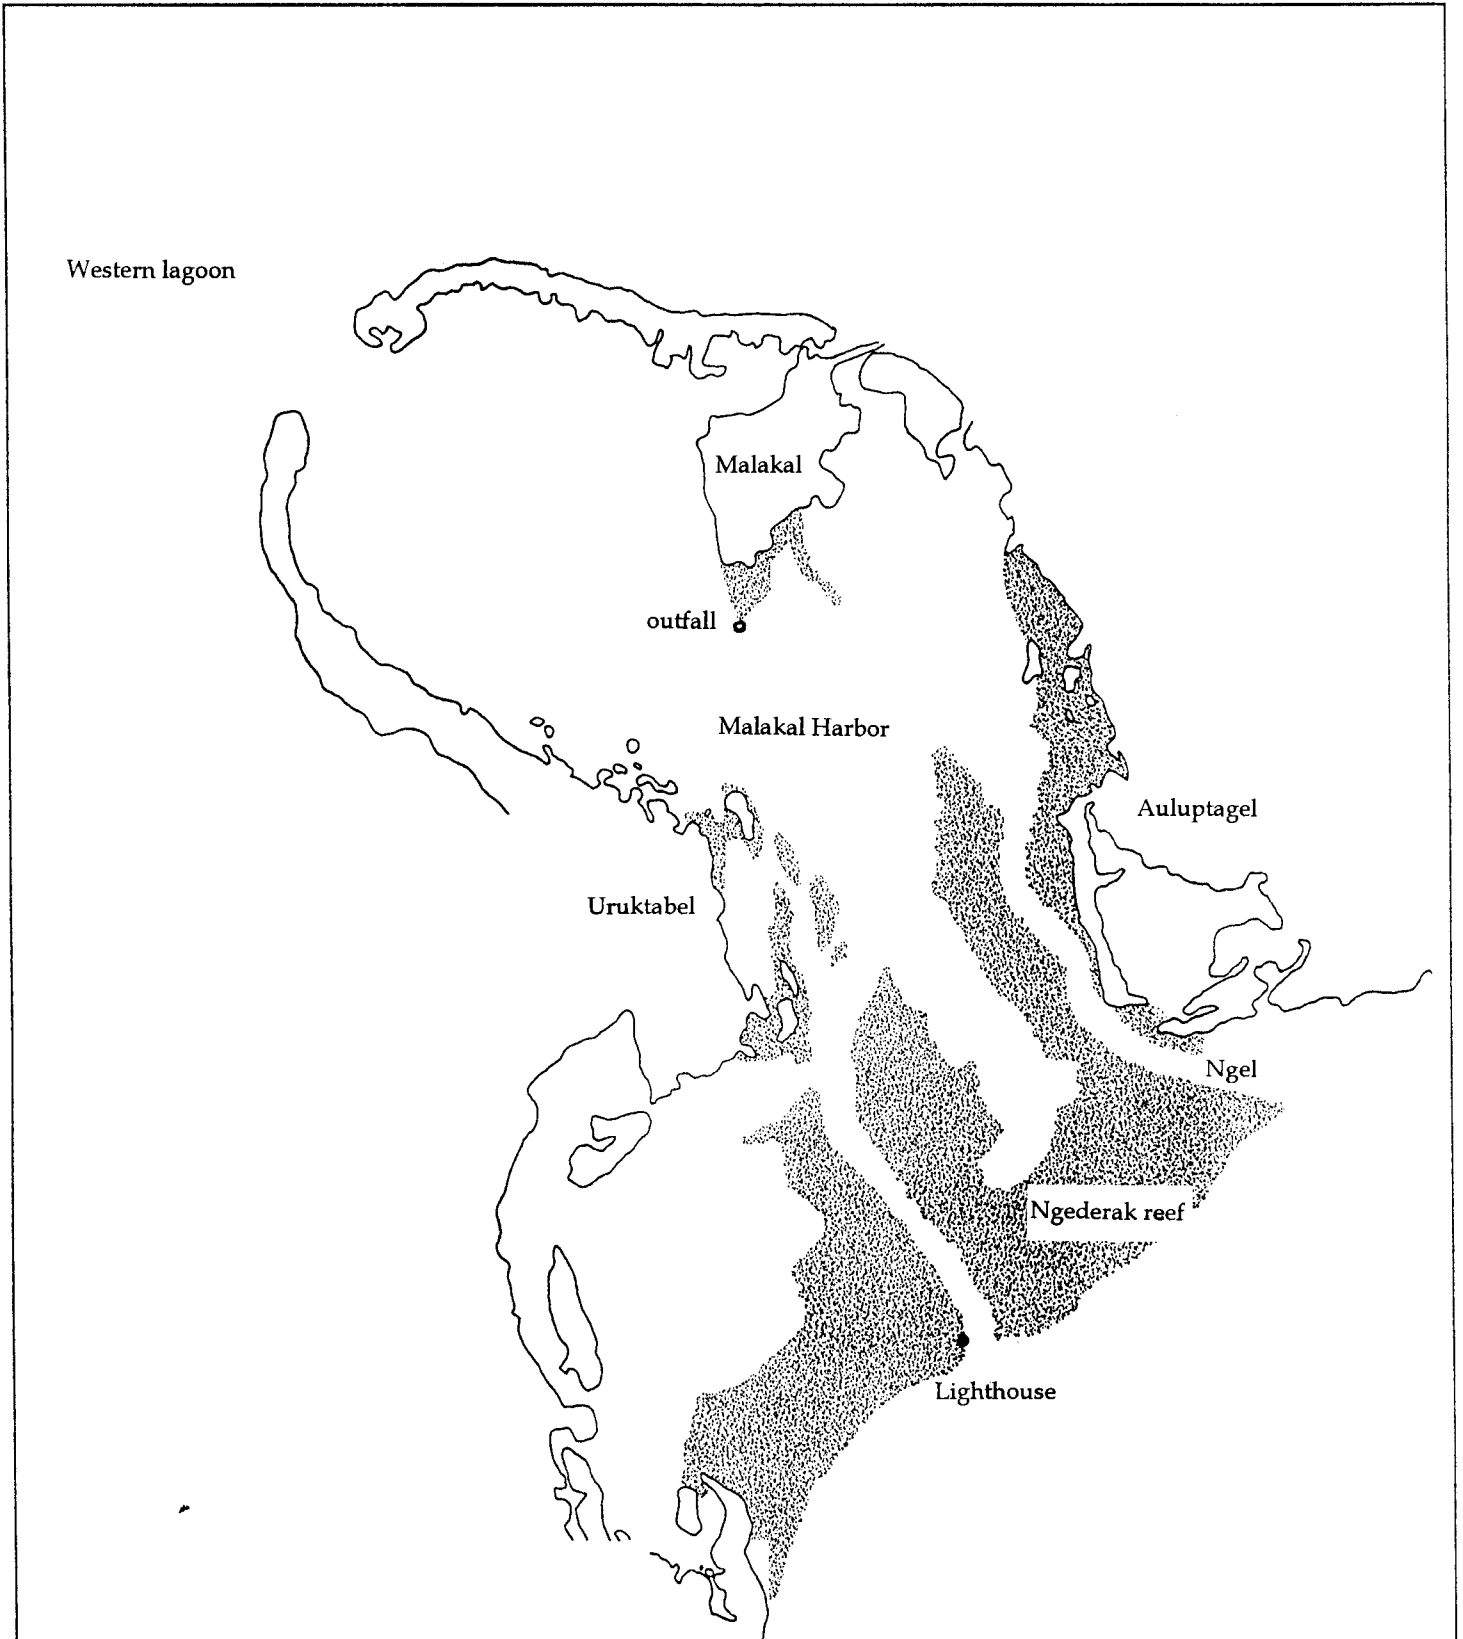 Western lagoon
Malakal
outfall
Malakal Harbor
Auluptagel
Uruktabel
Ngel
Ngederak reef
Lighthouse